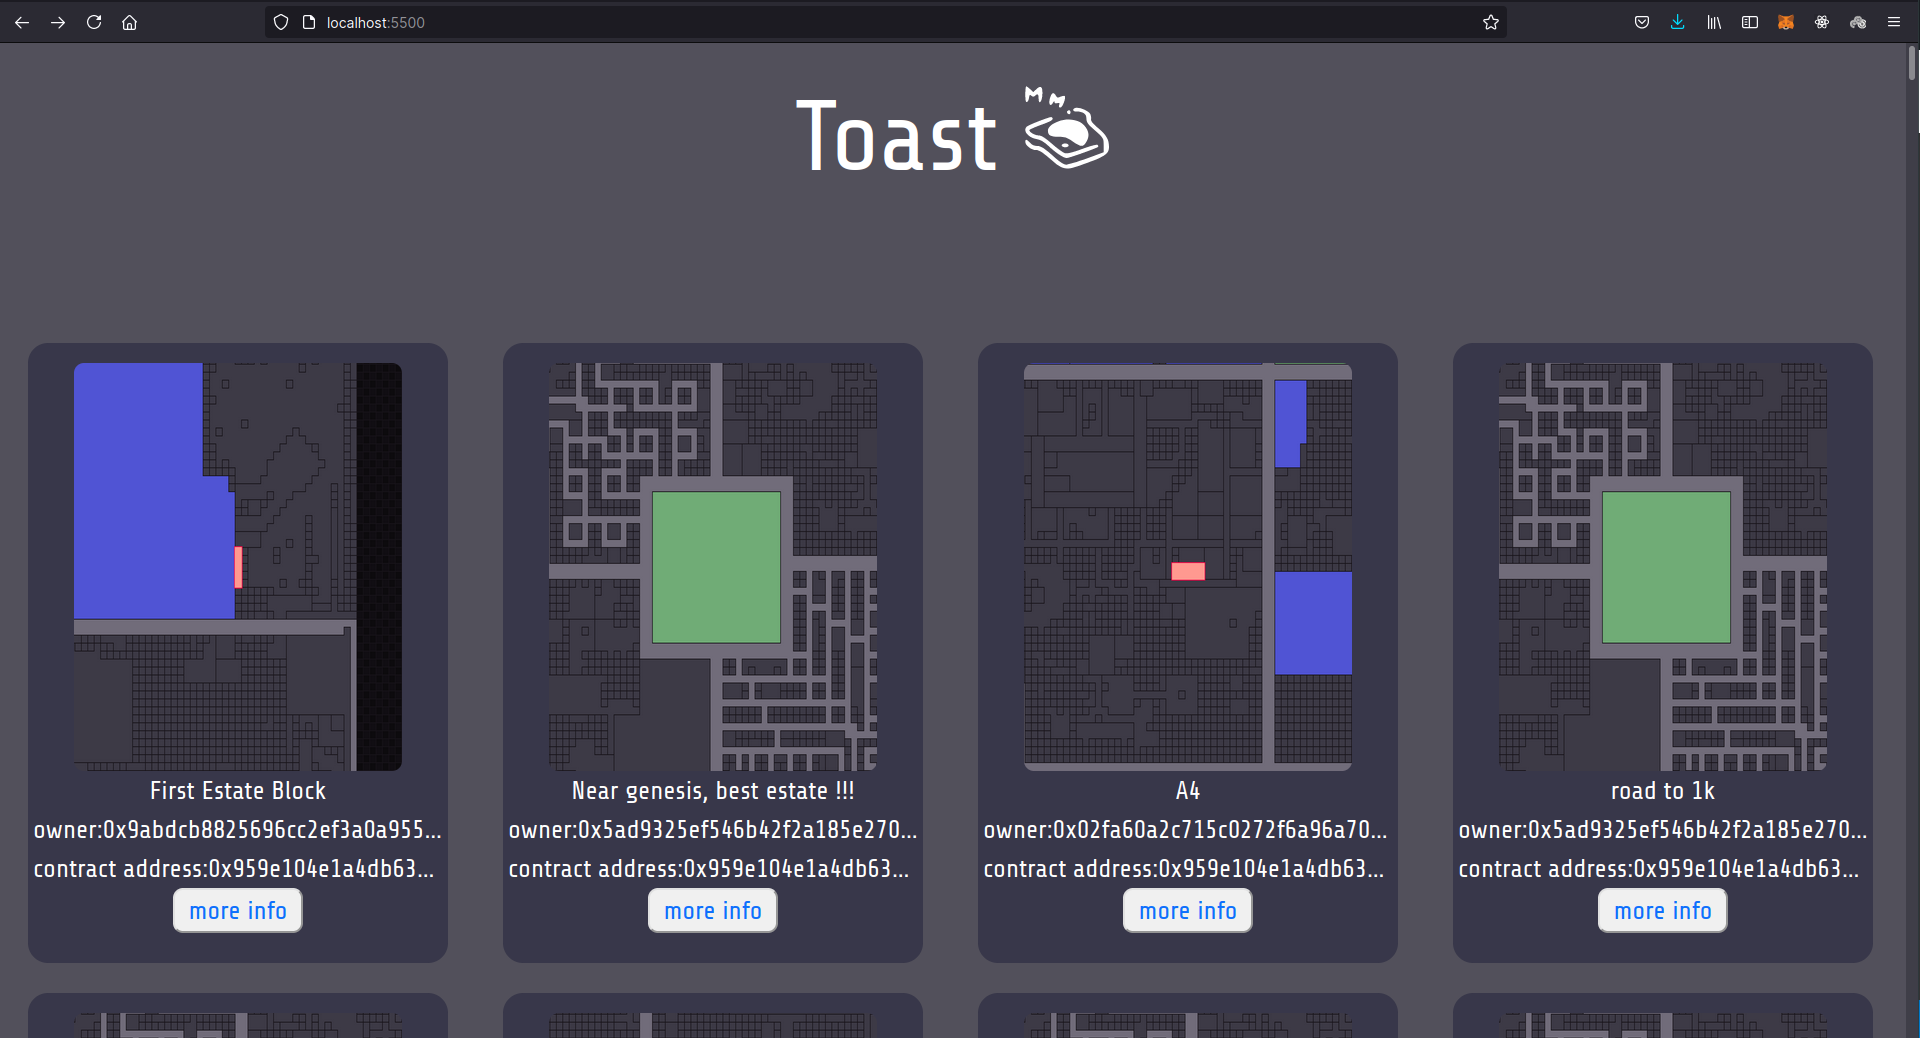 localhost:5500
Toast
First Estate Block
owner:0x9abdcb8825696cc2ef3a0a955...
contract address:0x959e104e1a4db63...
more info
Near genesis, best estate !!!
owner:0x5ad9325ef546b42f2a185e270...
contract address:0x959e104e1a4db63...
more info
A4
owner:0x02fa60a2c715c0272f6a96a70...
contract address:0x959e104e1a4db63...
more info
road to 1k
owner:0x5ad9325ef546b42f2a185e270...
contract address:0x959e104e1a4db63...
more info